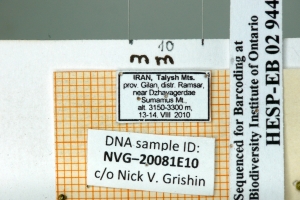 10
mm
IRAN, Talysh Mts.
prov. Gilan, distr. Ramsar,
near Dzhavagerdae
Sumamus Mt.,
alt. 3150-3300 m,
13-14. VIII 2010
DNA sample ID:
NVG–20081E10
c/o Nick V. Grishin
Sequenced for Barcoding at
Biodiversity Institute of Ontario
HESP-EB 02 944